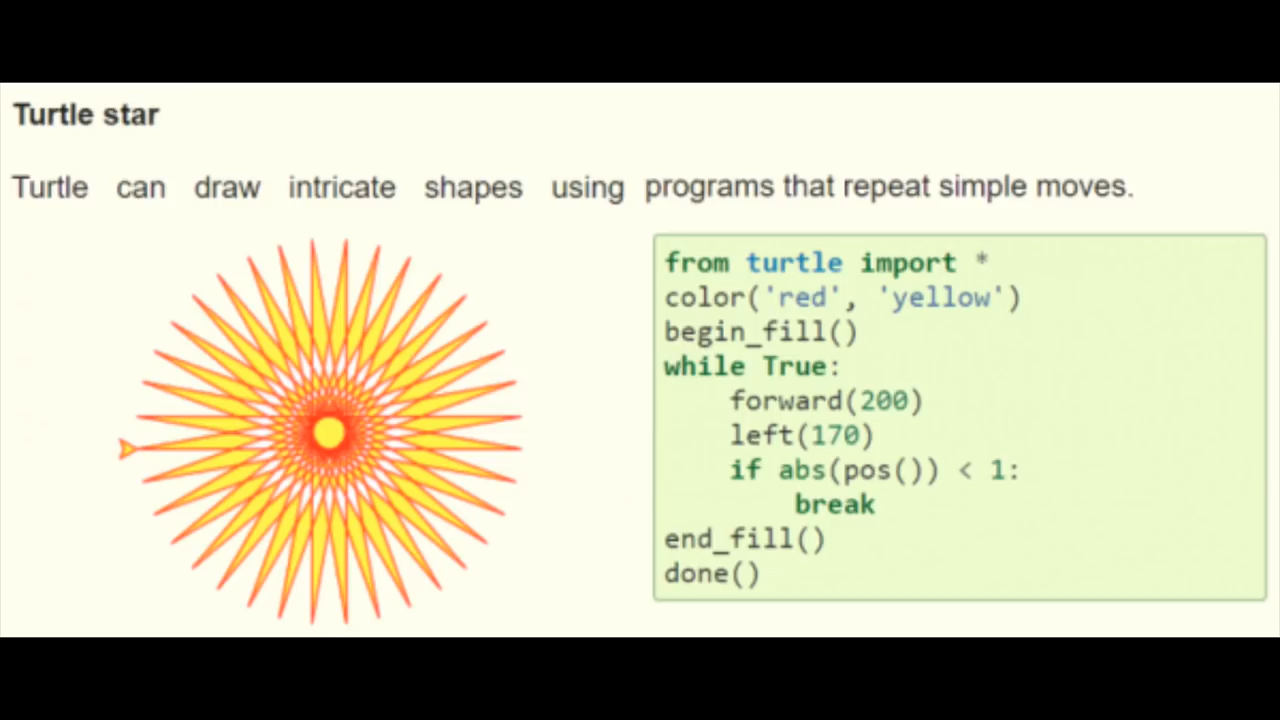 Turtle star
Turtle can draw intricate shapes using programs that repeat simple moves.
from turtle import *
color('red', 'yellow')
begin_fill()
while True:
    forward(200)
    left(170)
    if abs(pos()) < 1:
        break
end_fill()
done()